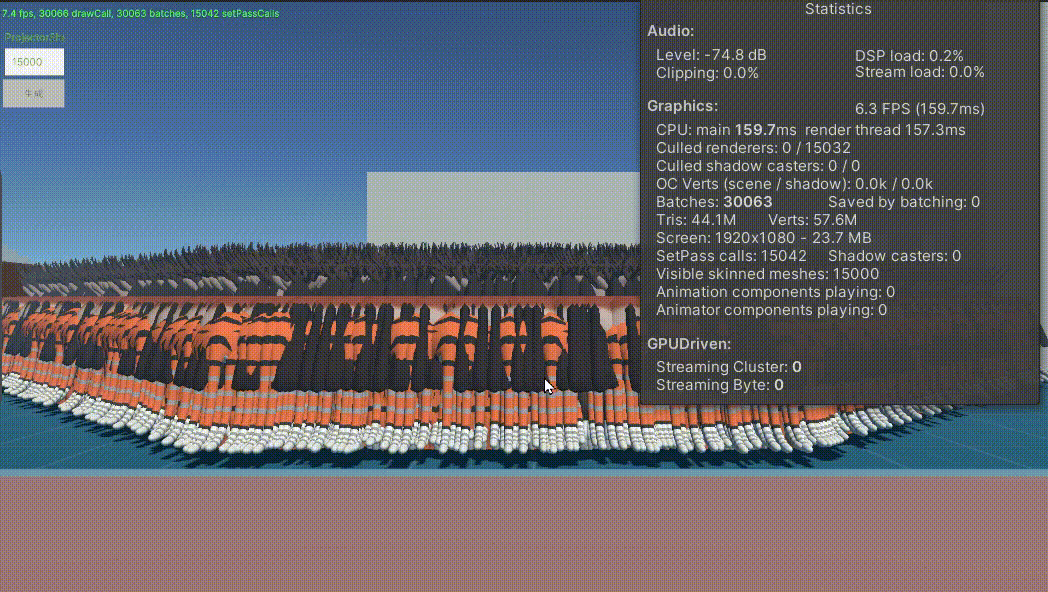 7.4 fps, 30066 drawCall, 30063 batches, 15042 setPassCalls
15000
生成
Statistics
Audio:
Level: -74.8 dB DSP load: 0.2%
Clipping: 0.0% Stream load: 0.0%
Graphics: 6.3 FPS (159.7ms)
CPU: main 159.7ms render thread 157.3ms
Culled renderers: 0 / 15032
Culled shadow casters: 0 / 0
OC Verts (scene / shadow): 0.0k / 0.0k
Batches: 30063 Saved by batching: 0
Tris: 44.1M Verts: 57.6M
Screen: 1920x1080 - 23.7 MB
SetPass calls: 15042 Shadow casters: 0
Visible skinned meshes: 15000
Animation components playing: 0
Animator components playing: 0
GPUDriven:
Streaming Cluster: 0
Streaming Byte: 0